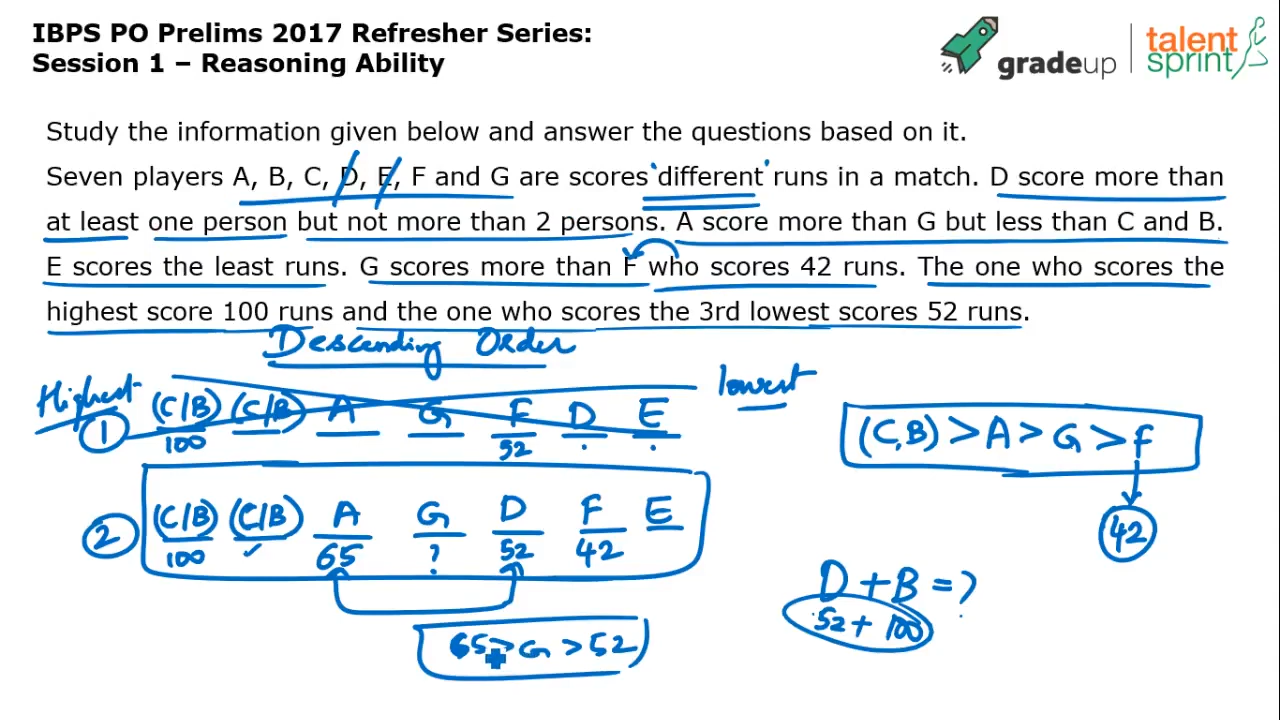 IBPS PO Prelims 2017 Refresher Series:
Session 1 – Reasoning Ability
gradeup
talent
sprint
Study the information given below and answer the questions based on it.
Seven players A, B, C, D, E, F and G are scores different runs in a match. D score more than
at least one person but not more than 2 persons. A score more than G but less than C and B.
E scores the least runs. G scores more than F who scores 42 runs. The one who scores the
highest score 100 runs and the one who scores the 3rd lowest scores 52 runs.
Descending Order
Highest lowest
1 (C/B) (C/B) A G F D E
100 52 . .
(C,B) > A > G > F
42
2 (C/B) (C/B) A G D F E
100 ✓ 65 ? 52 42
D + B = ?
52 + 100
65 > G > 52